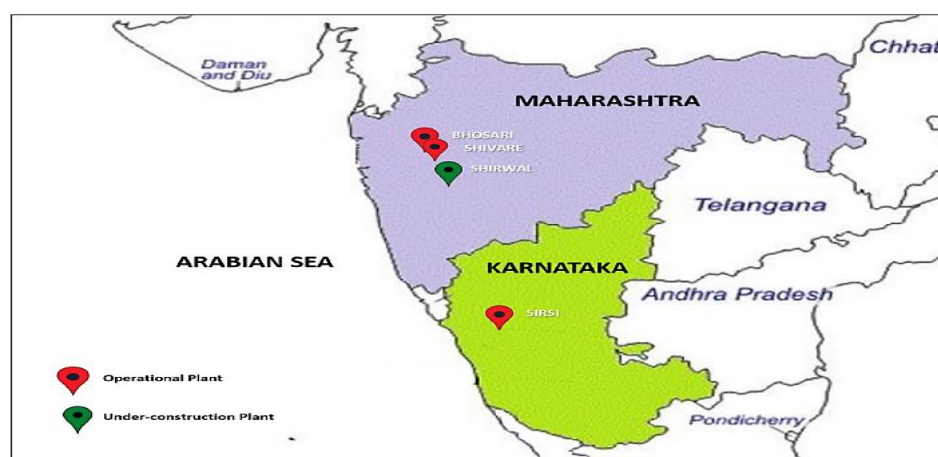 Daman
and Diu
Chhat
MAHARASHTRA
BHOSARI
SHIVARE
SHIRWAL
Telangana
ARABIAN SEA
KARNATAKA
Andhra Pradesh
SIRSI
Operational Plant
Under-construction Plant
Pondicherry